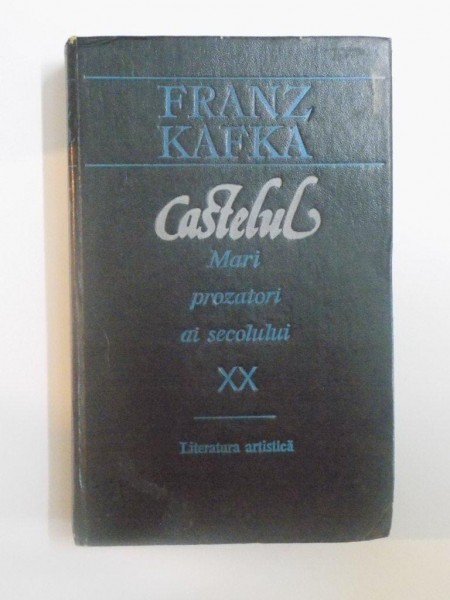 FRANZ
KAFKA
Castelul
Mari
prozatori
ai secolului
XX
Literatura artistică